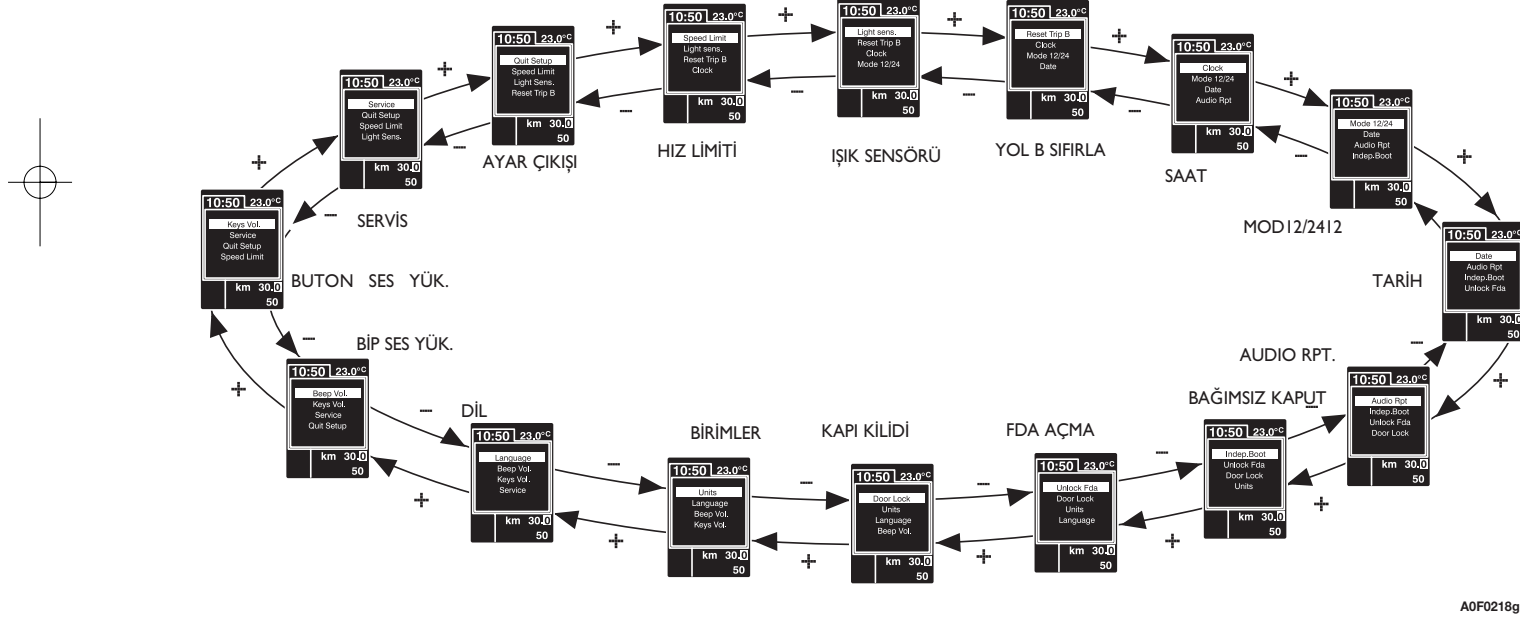 10:50 23.0°C
Quit Setup
Speed Limit
Light Sens.
Reset Trip B
km 30.0
50
AYAR ÇIKIŞI
10:50 23.0°C
Speed Limit
Light sens.
Reset Trip B
Clock
km 30.0
50
HIZ LİMİTİ
10:50 23.0°C
Light sens.
Reset Trip B
Clock
Mode 12/24
km 30.0
50
IŞIK SENSÖRÜ
10:50 23.0°C
Reset Trip B
Clock
Mode 12/24
Date
km 30.0
50
YOL B SIFIRLA
10:50 23.0°C
Clock
Mode 12/24
Date
Audio Rpt
km 30.0
50
SAAT
10:50 23.0°C
Mode 12/24
Date
Audio Rpt
Indep.Boot
km 30.0
50
MOD12/2412
10:50 23.0°C
Service
Quit Setup
Speed Limit
Light Sens.
km 30.0
50
SERVİS
10:50 23.0°C
Keys Vol.
Service
Quit Setup
Speed Limit
km 30.0
50
BUTON SES YÜK.
10:50 23.0°C
Date
Audio Rpt
Indep.Boot
Unlock Fda
km 30.0
50
TARİH
BİP SES YÜK.
10:50 23.0°C
Beep Vol.
Keys Vol.
Service
Quit Setup
km 30.0
50
DİL
10:50 23.0°C
Language
Beep Vol.
Keys Vol.
Service
km 30.0
50
BİRİMLER
10:50 23.0°C
Units
Language
Beep Vol.
Keys Vol.
km 30.0
50
KAPI KİLİDİ
10:50 23.0°C
Door Lock
Units
Language
Beep Vol.
km 30.0
50
FDA AÇMA
10:50 23.0°C
Unlock Fda
Door Lock
Units
Language
km 30.0
50
BAĞIMSIZ KAPUT
10:50 23.0°C
Indep.Boot
Unlock Fda
Door Lock
Units
km 30.0
50
AUDIO RPT.
10:50 23.0°C
Audio Rpt
Indep.Boot
Unlock Fda
Door Lock
km 30.0
50
A0F0218g